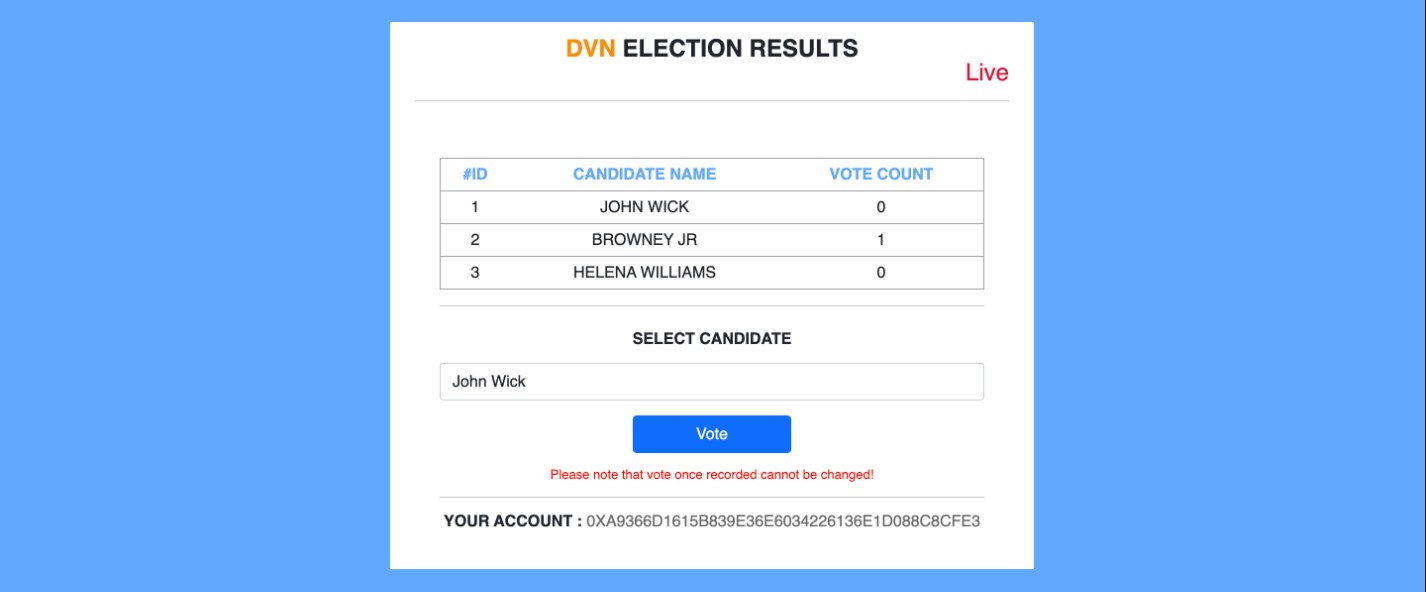 DVN ELECTION RESULTS
Live
#ID CANDIDATE NAME VOTE COUNT
1 JOHN WICK 0
2 BROWNEY JR 1
3 HELENA WILLIAMS 0
SELECT CANDIDATE
John Wick
Vote
Please note that vote once recorded cannot be changed!
YOUR ACCOUNT : 0XA9366D1615B839E36E6034226136E1D088C8CFE3